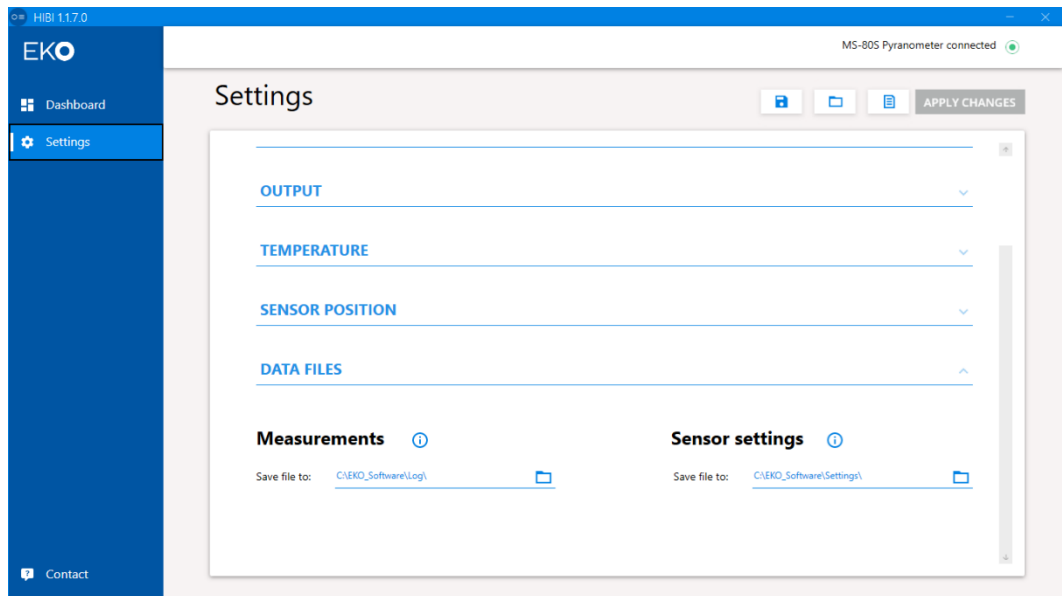 HIBI 1.1.7.0
EKO
MS-80S Pyranometer connected
Dashboard
Settings
Settings
APPLY CHANGES
OUTPUT
TEMPERATURE
SENSOR POSITION
DATA FILES
Measurements
Sensor settings
Save file to: C:\EKO_Software\Log\
Save file to: C:\EKO_Software\Settings\
Contact